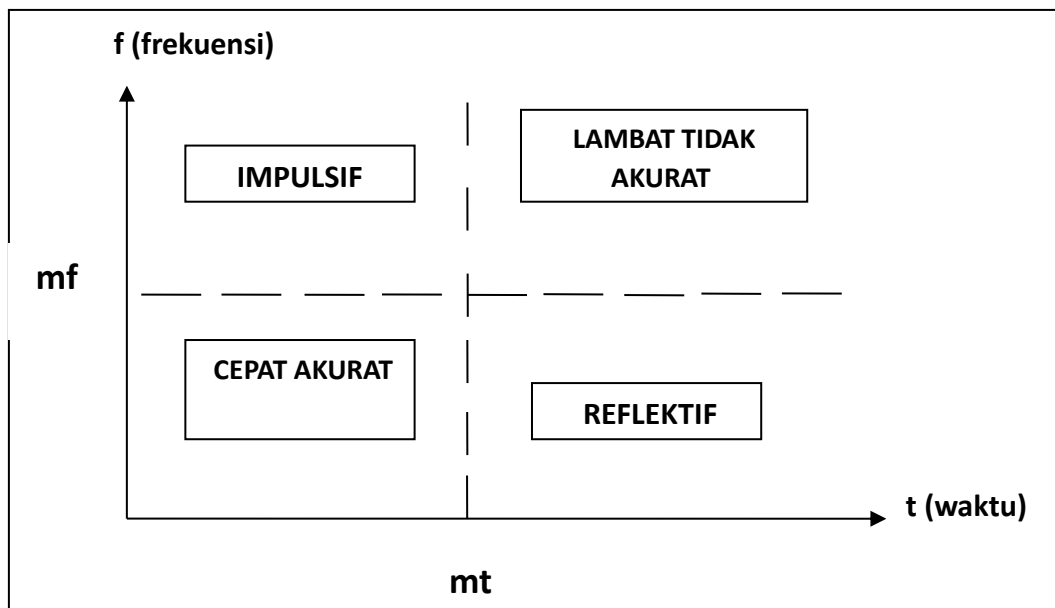 f (frekuensi)
IMPULSIF
LAMBAT TIDAK
AKURAT
mf
CEPAT AKURAT
REFLEKTIF
t (waktu)
mt